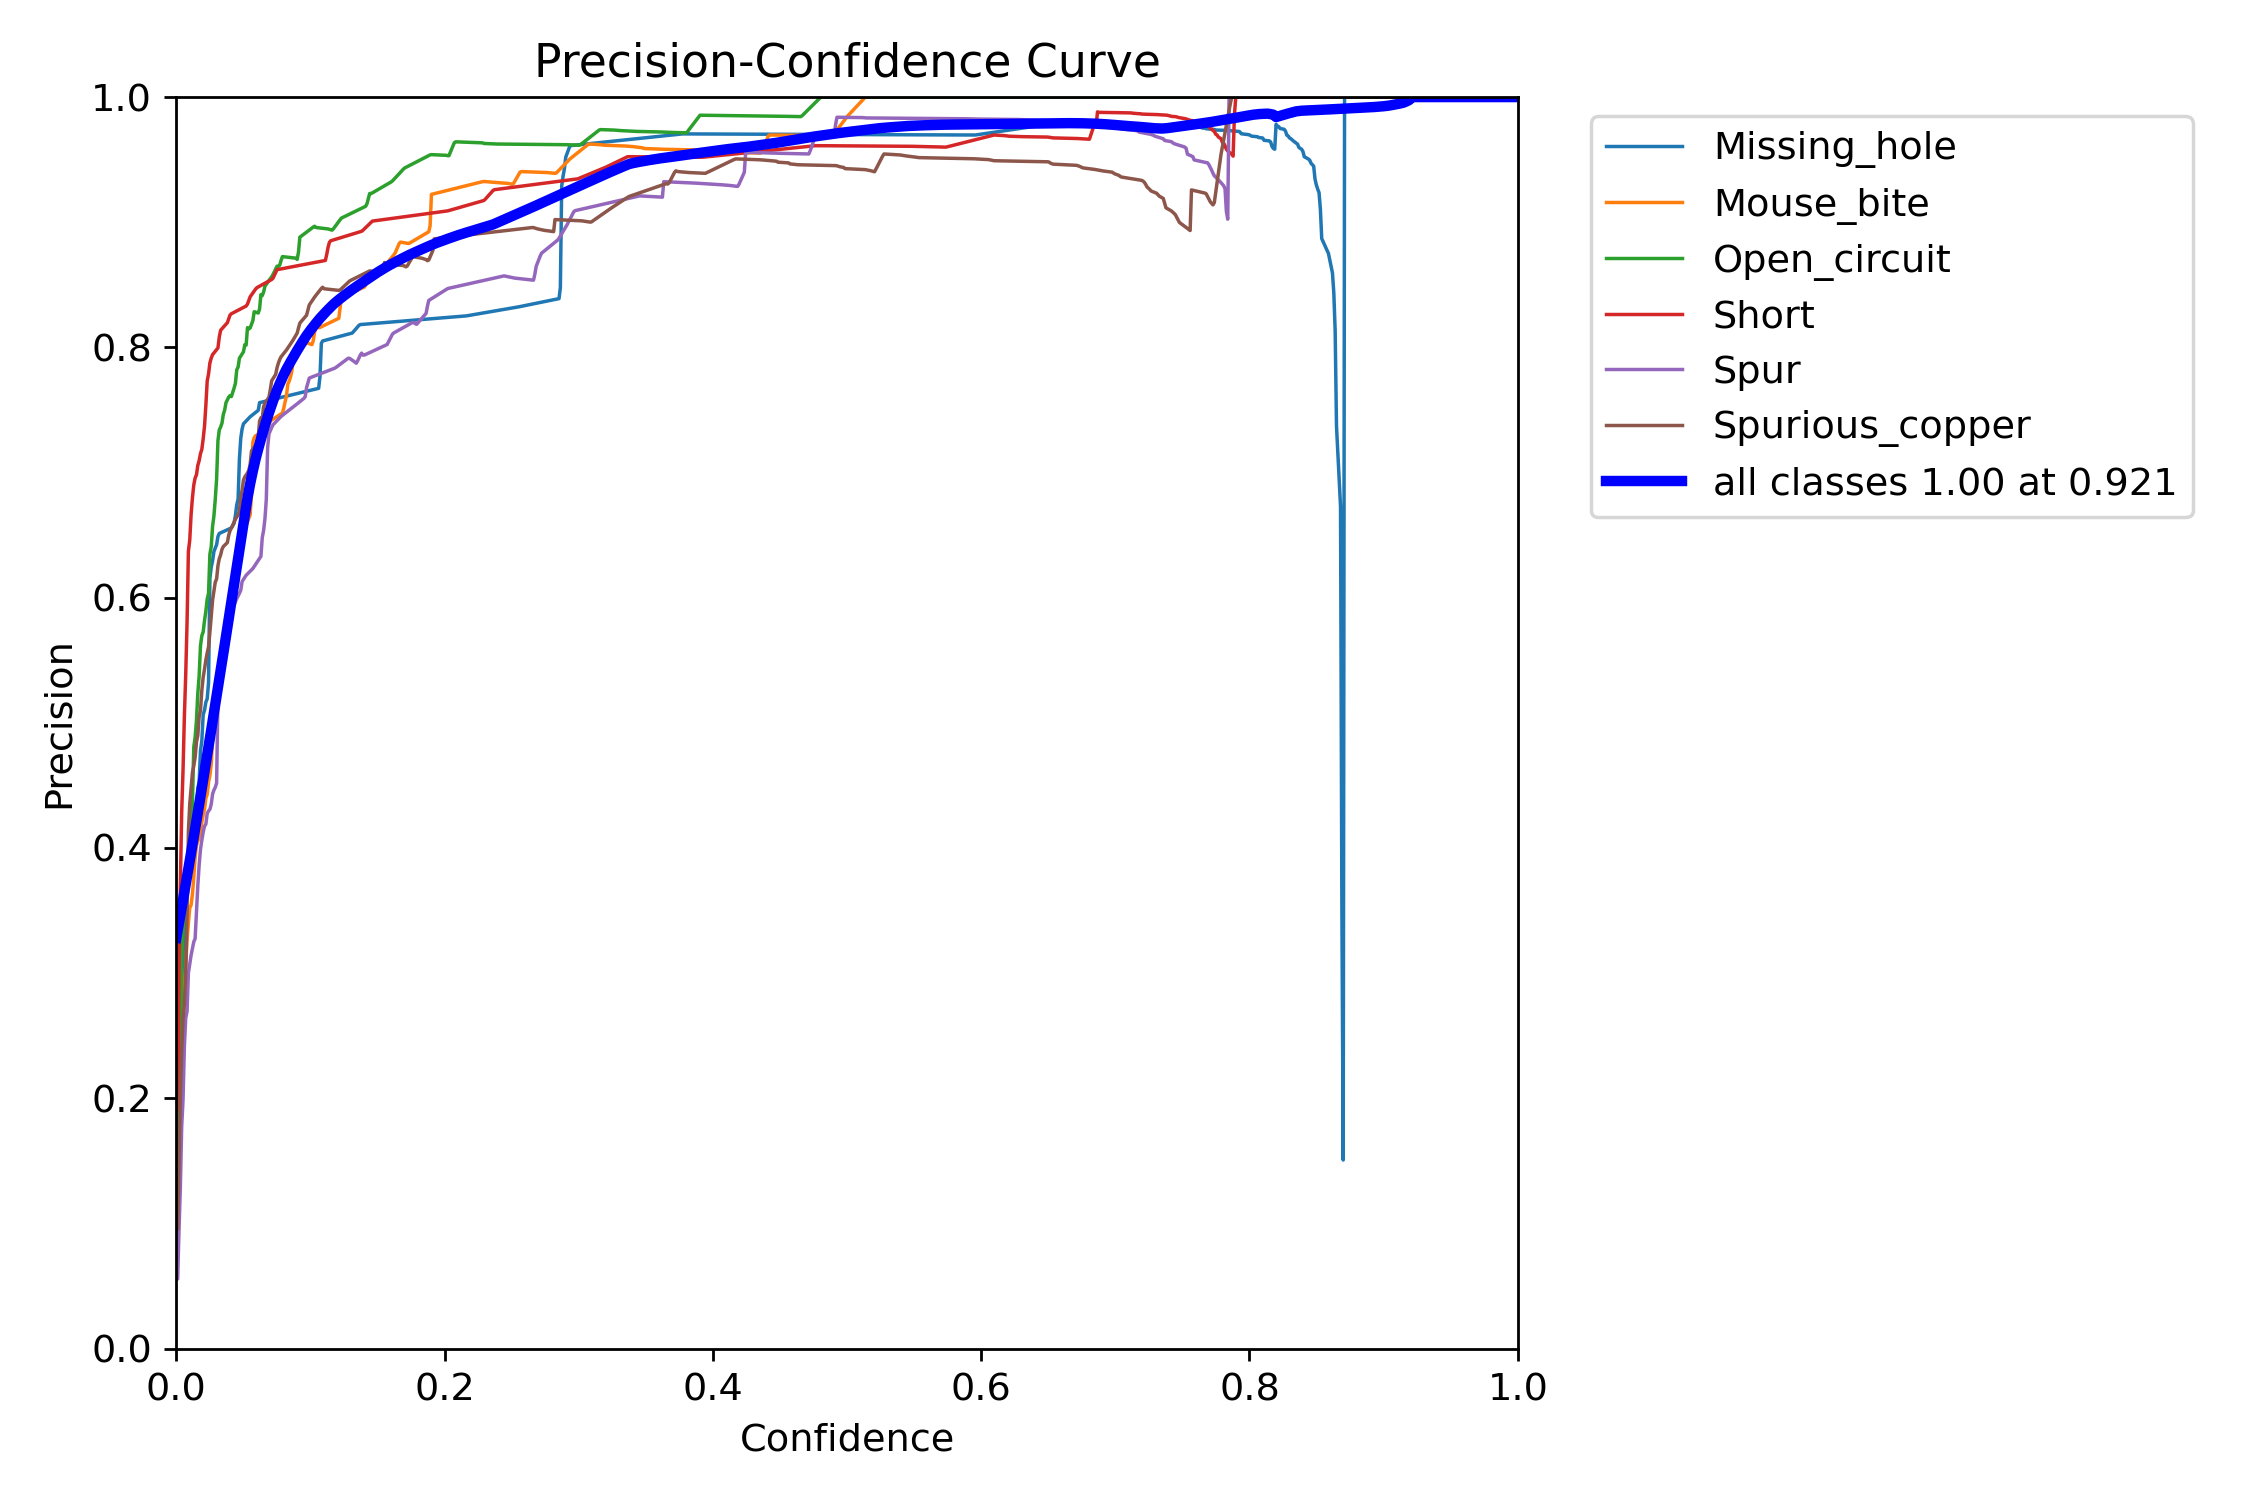 Precision-Confidence Curve
1.0
0.8
0.6
0.4
0.2
0.0
Precision
0.0 0.2 0.4 0.6 0.8 1.0
Confidence
Missing_hole
Mouse_bite
Open_circuit
Short
Spur
Spurious_copper
all classes 1.00 at 0.921